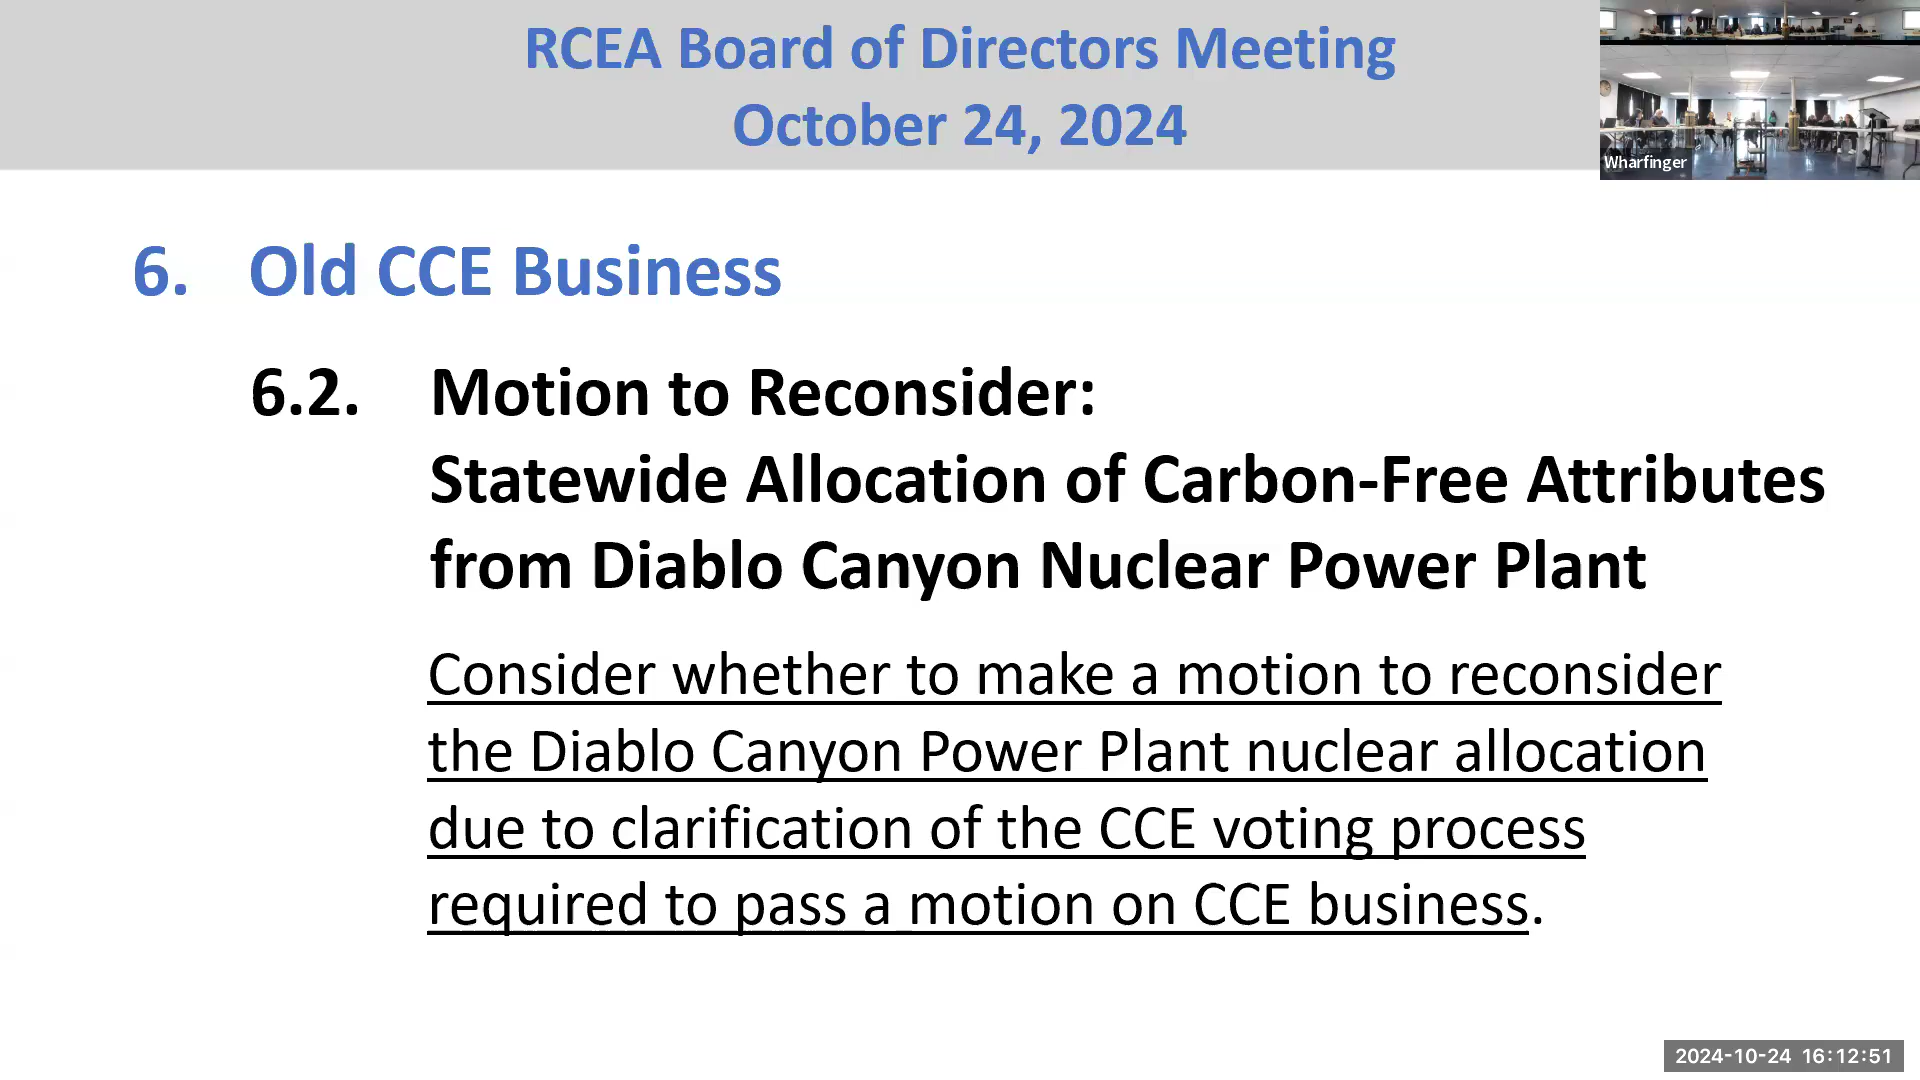 RCEA Board of Directors Meeting
October 24, 2024
Wharfinger
6. Old CCE Business
6.2. Motion to Reconsider:
Statewide Allocation of Carbon-Free Attributes
from Diablo Canyon Nuclear Power Plant
Consider whether to make a motion to reconsider
the Diablo Canyon Power Plant nuclear allocation
due to clarification of the CCE voting process
required to pass a motion on CCE business.
2024-10-24 16:12:51